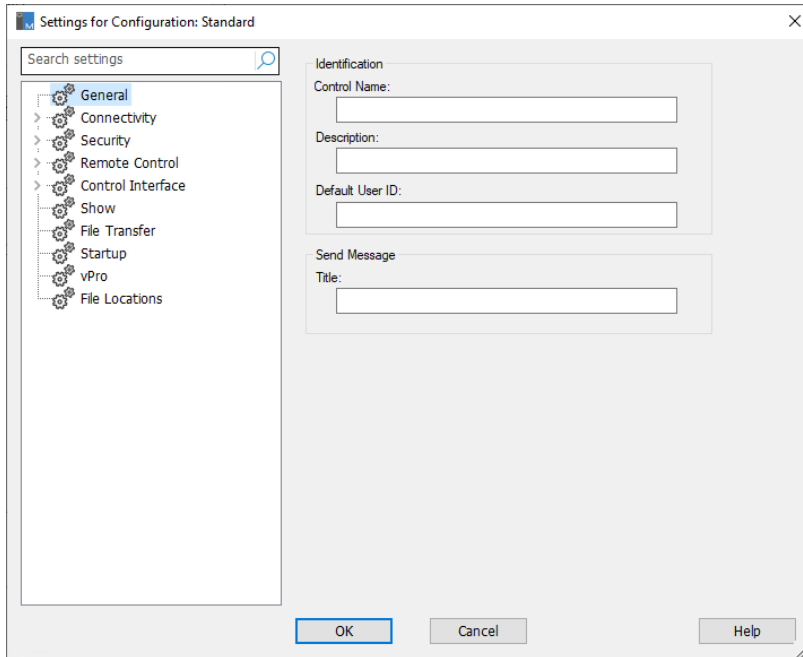 Settings for Configuration: Standard
Search settings
General
Connectivity
Security
Remote Control
Control Interface
Show
File Transfer
Startup
vPro
File Locations
Identification
Control Name:
Description:
Default User ID:
Send Message
Title:
OK
Cancel
Help